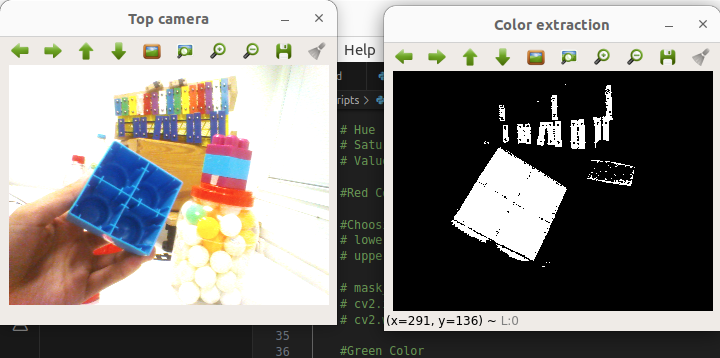 Top camera
Color extraction
Help
d
ripts >
# Hue
# Satu
# Value
#Red C
#Choos
# lowe
# uppe
# mask
# cv2.
# cv2.
35
36 #Green Color
(x=291, y=136) ~ L:0